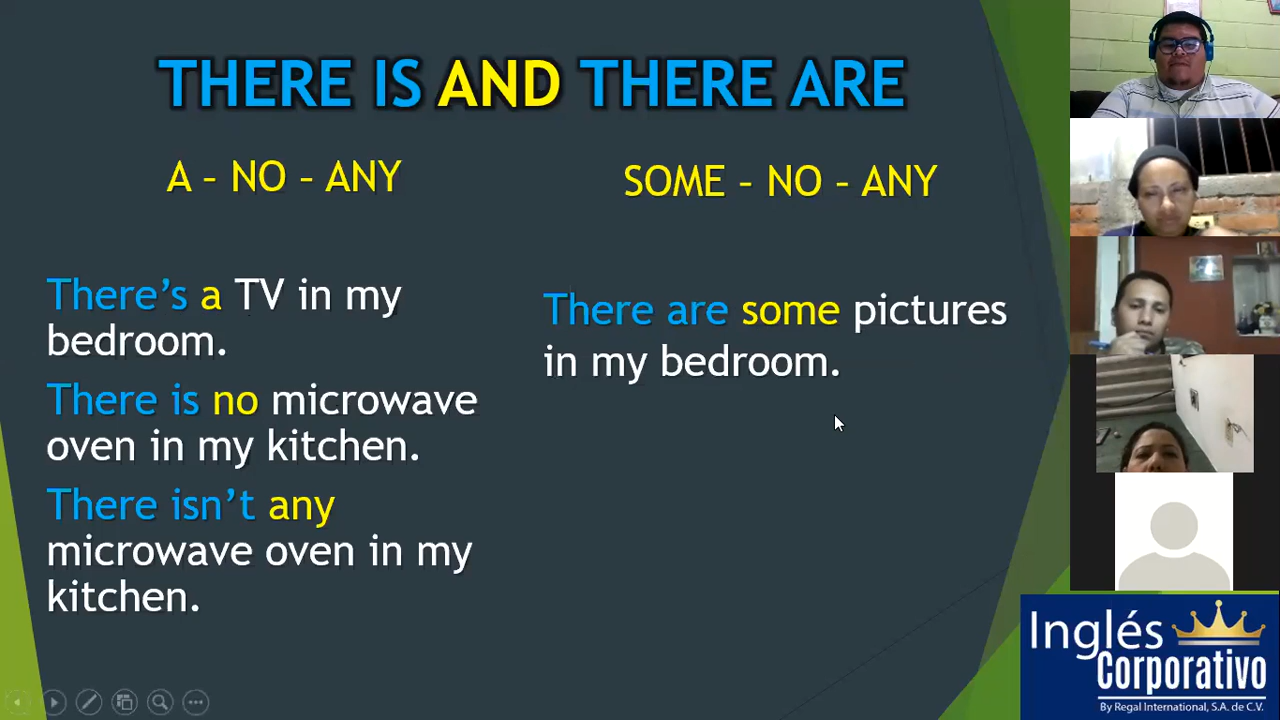 THERE IS AND THERE ARE
A – NO – ANY
There's a TV in my
bedroom.
There is no microwave
oven in my kitchen.
There isn't any
microwave oven in my
kitchen.
SOME – NO – ANY
There are some pictures
in my bedroom.
Inglés
Corporativo
By Regal International, S.A. de C.V.